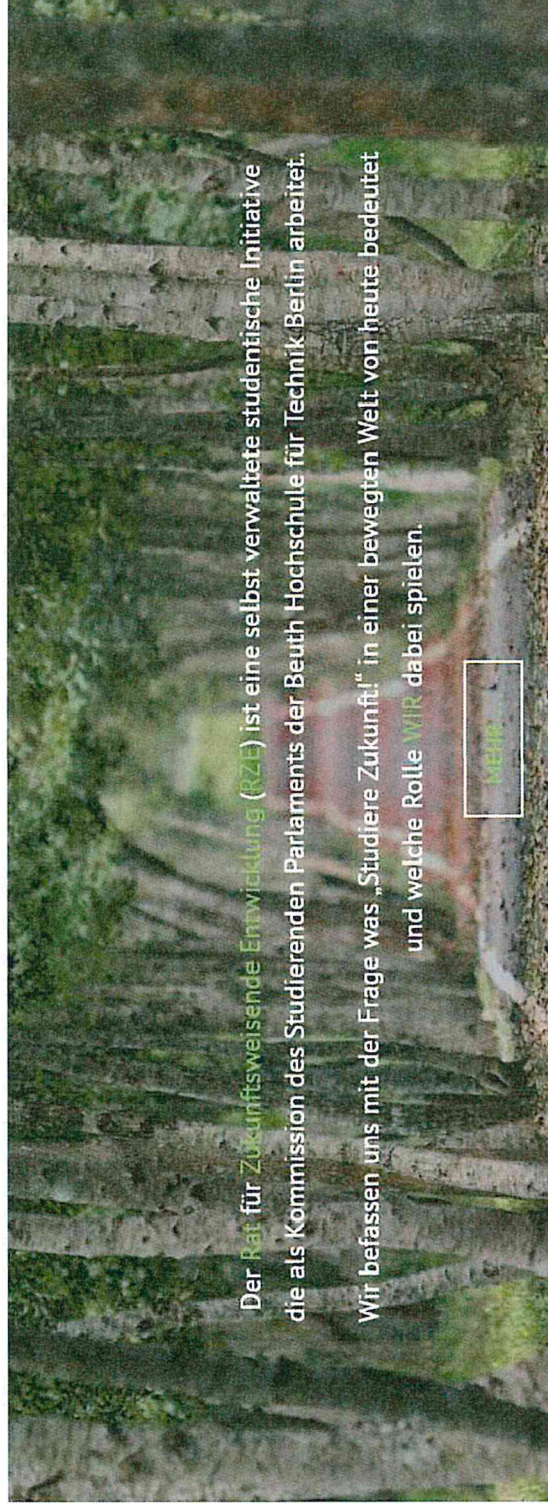 Der Rat für Zukunftsweisende Entwicklung (RZE) ist eine selbst verwaltete studentische Initiative
die als Kommission des Studierenden Parlaments der Beuth Hochschule für Technik Berlin arbeitet.
Wir befassen uns mit der Frage was „Studiere Zukunft!“ in einer bewegten Welt von heute bedeutet
und welche Rolle WIR dabei spielen.
MEHR...